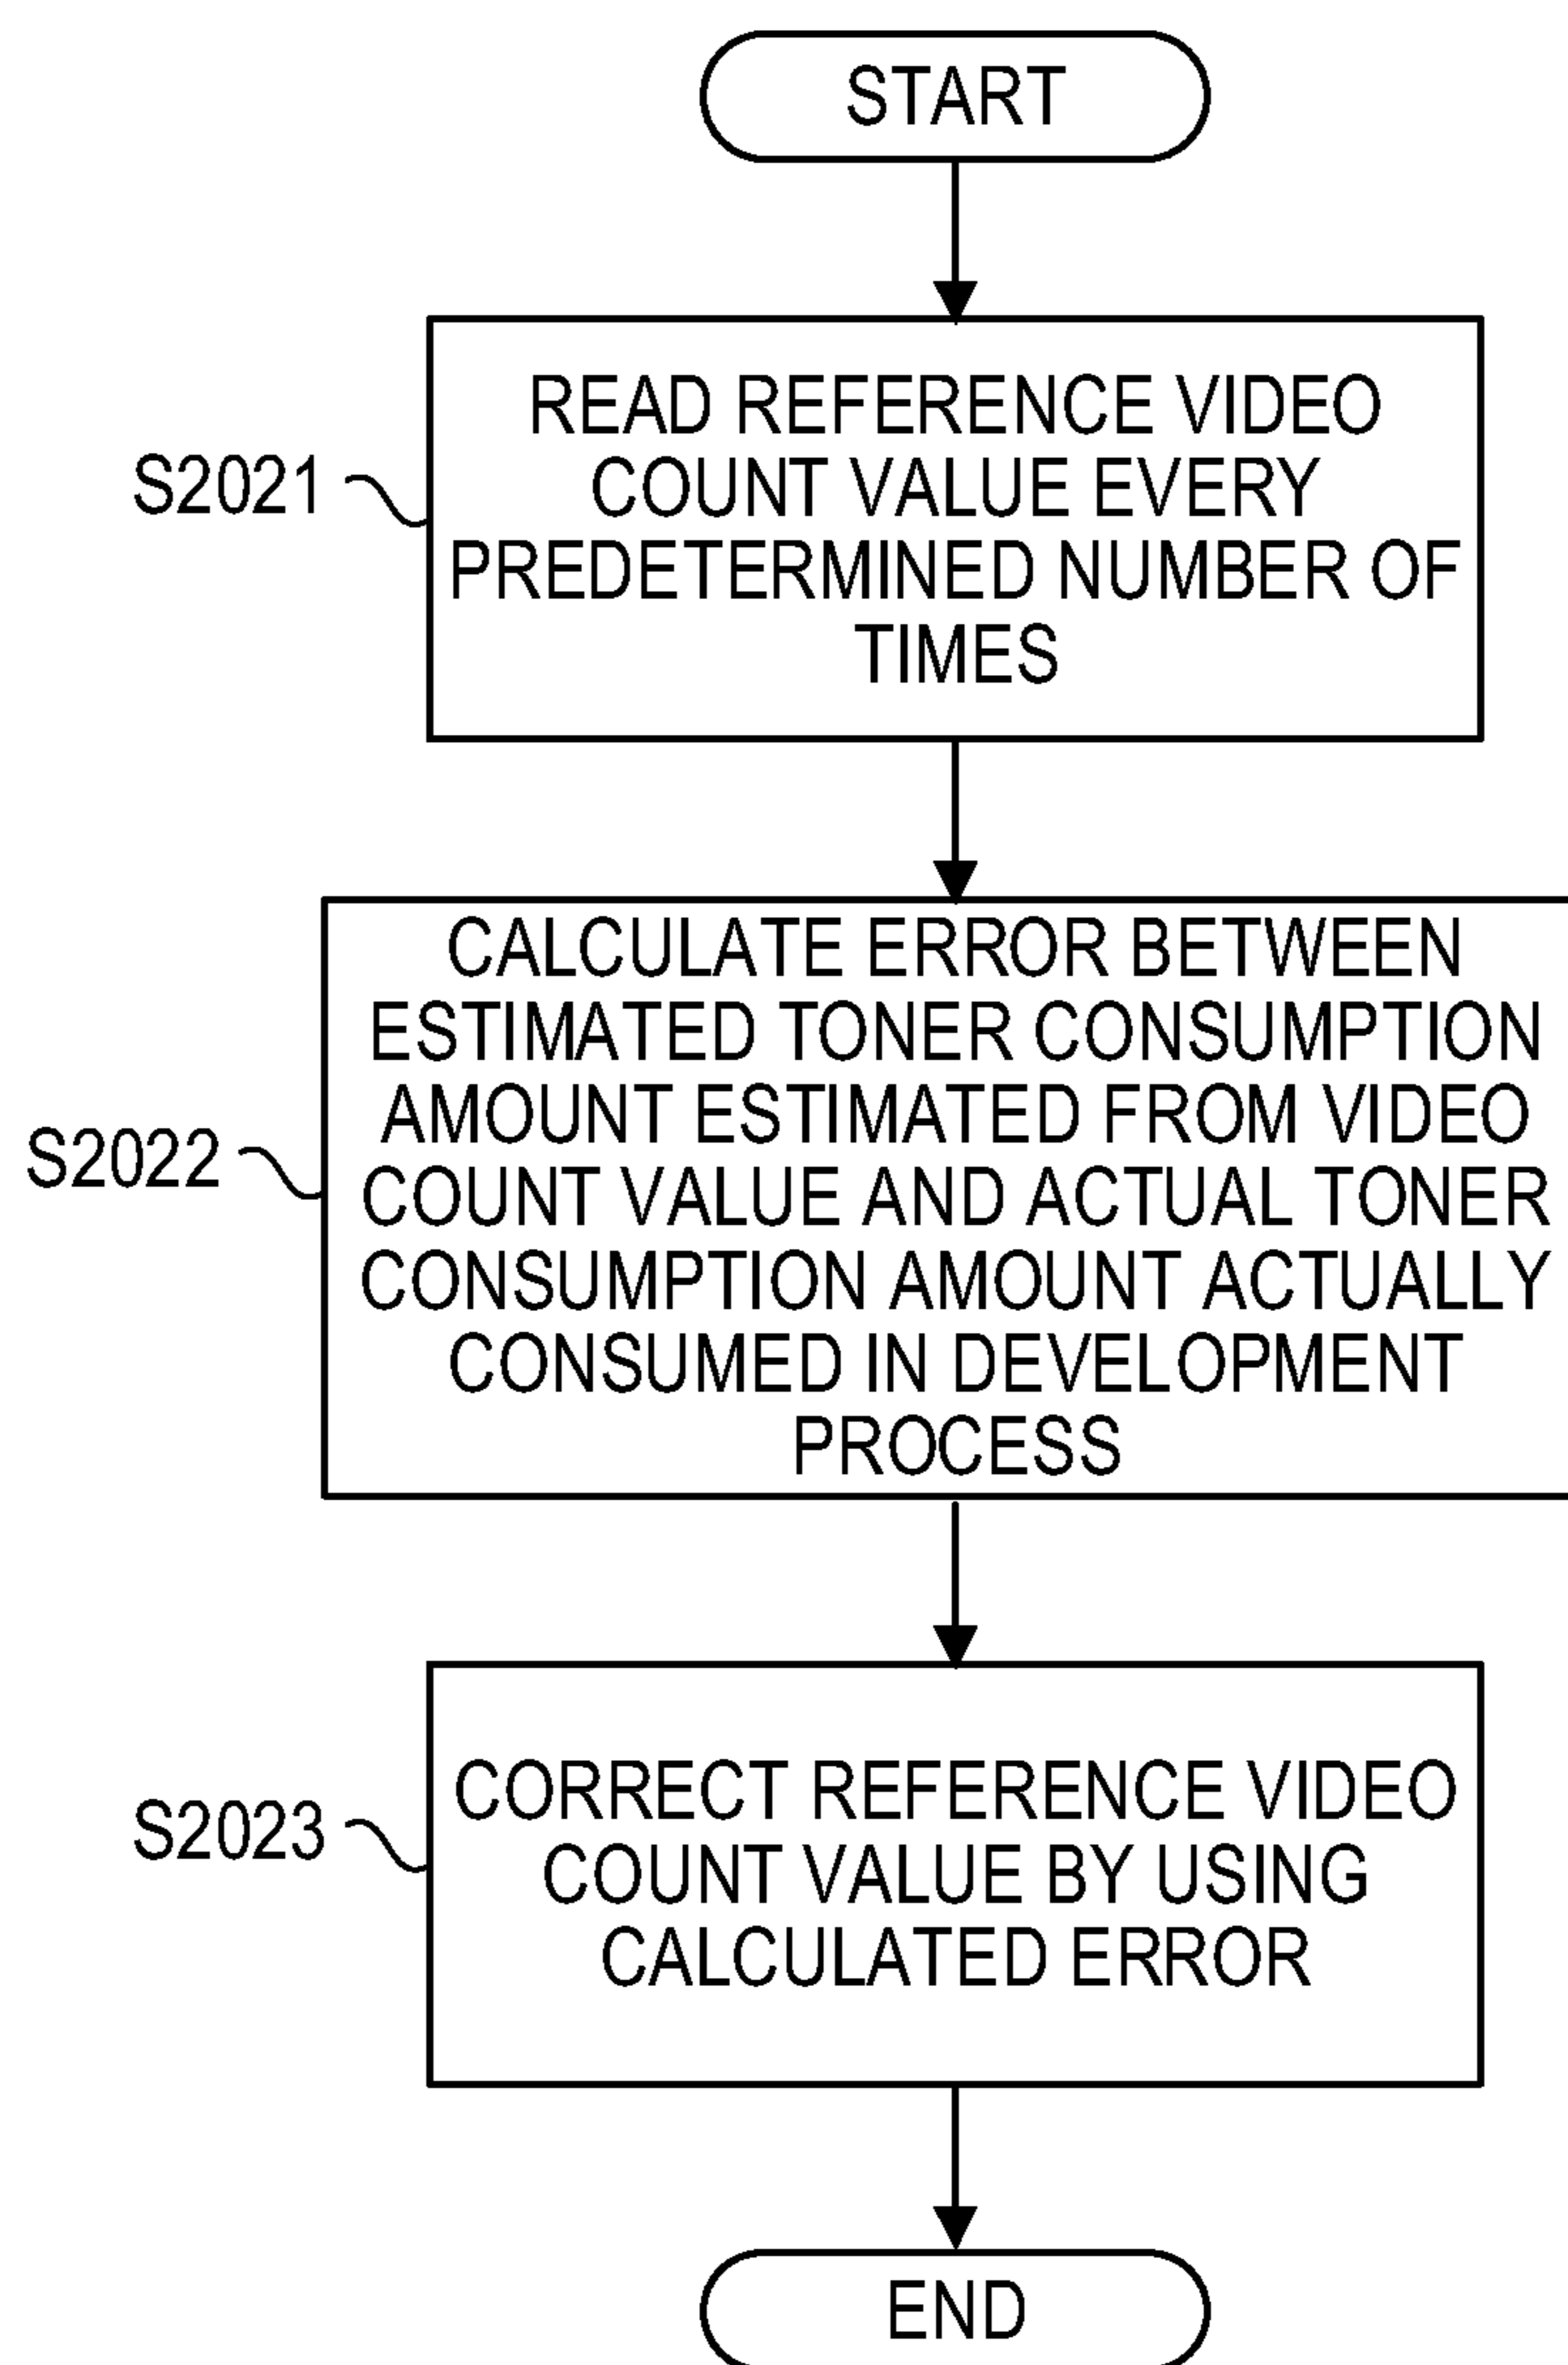 START
READ REFERENCE VIDEO
COUNT VALUE EVERY
PREDETERMINED NUMBER OF
TIMES
S2021
CALCULATE ERROR BETWEEN
ESTIMATED TONER CONSUMPTION
AMOUNT ESTIMATED FROM VIDEO
COUNT VALUE AND ACTUAL TONER
CONSUMPTION AMOUNT ACTUALLY
CONSUMED IN DEVELOPMENT
PROCESS
S2022
CORRECT REFERENCE VIDEO
COUNT VALUE BY USING
CALCULATED ERROR
S2023
END